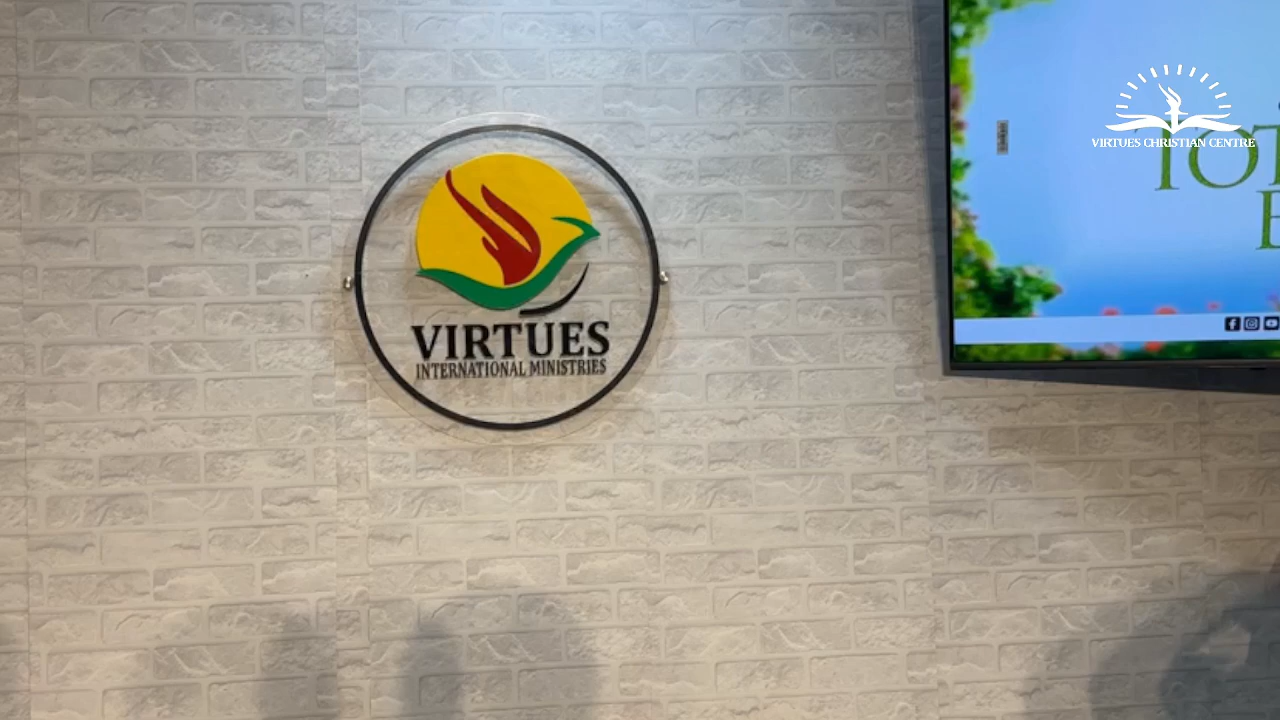 VIRTUES
INTERNATIONAL MINISTRIES
VIRTUES CHRISTIAN CENTRE